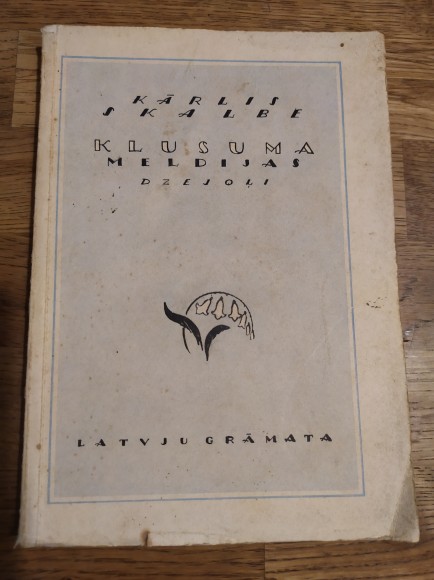 KĀRLIS
SKALBE
KLUSUMA
MELDIJAS
DZEJOĻI
LATVJU GRĀMATA